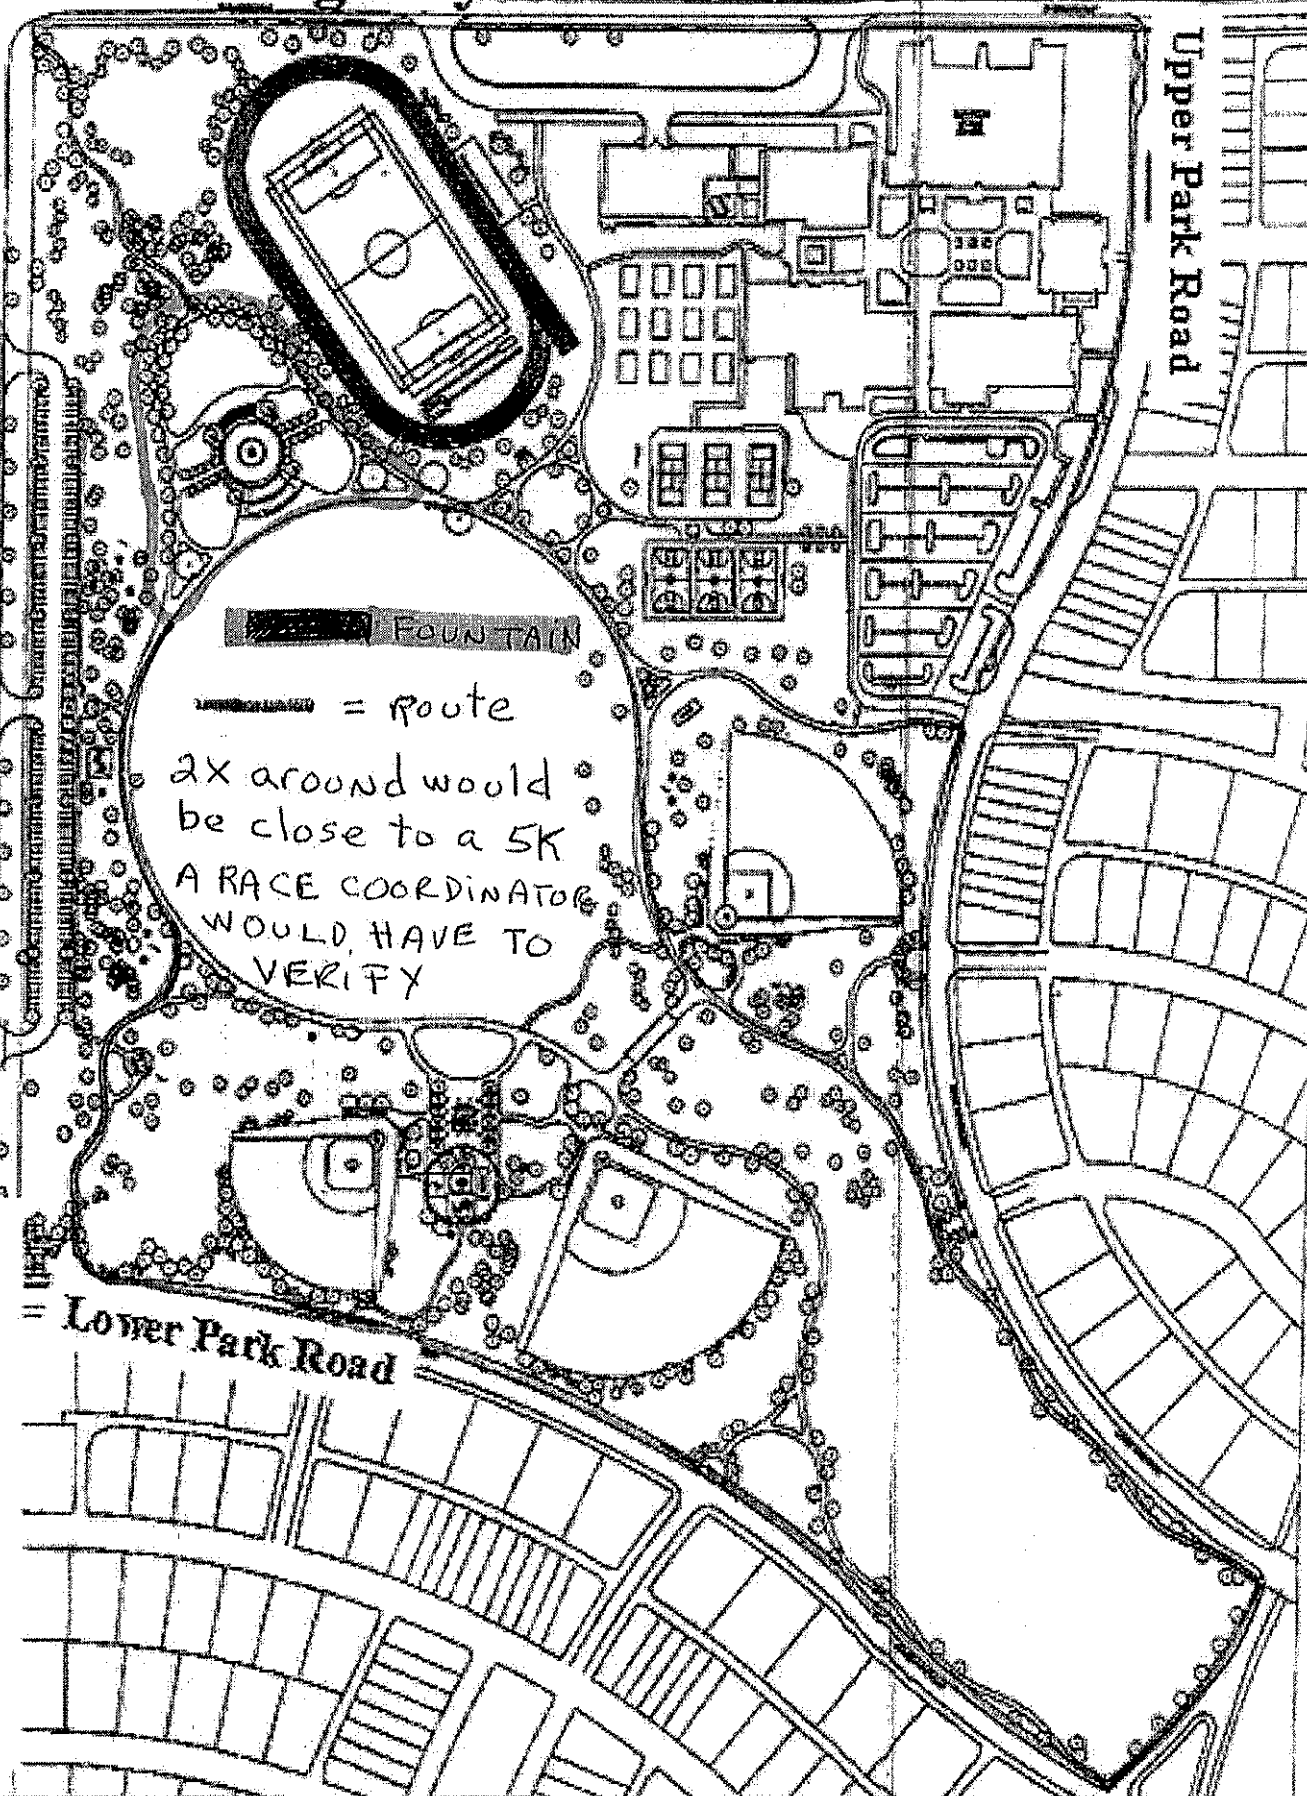 Upper Park Road
FOUNTAIN
= Route
2X around would
be close to a 5K
A RACE COORDINATOR
WOULD HAVE TO
VERIFY
Lower Park Road